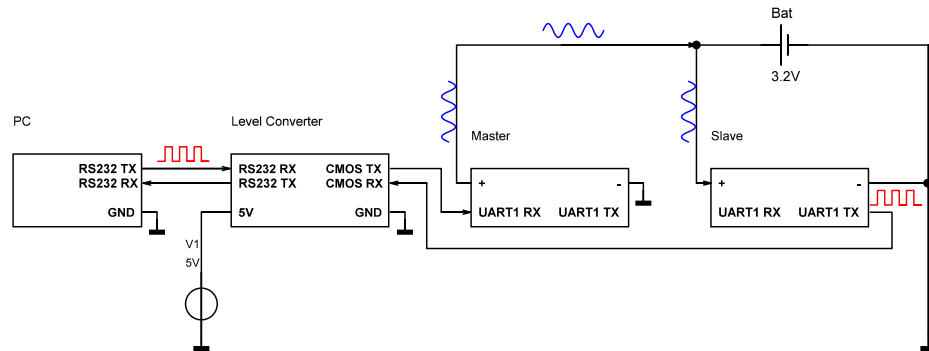 Bat
3.2V
PC
Level Converter
Master
Slave
RS232 TX
RS232 RX
GND
RS232 RX
RS232 TX
5V
CMOS TX
CMOS RX
GND
+
-
UART1 RX
UART1 TX
+
-
UART1 RX
UART1 TX
V1
5V